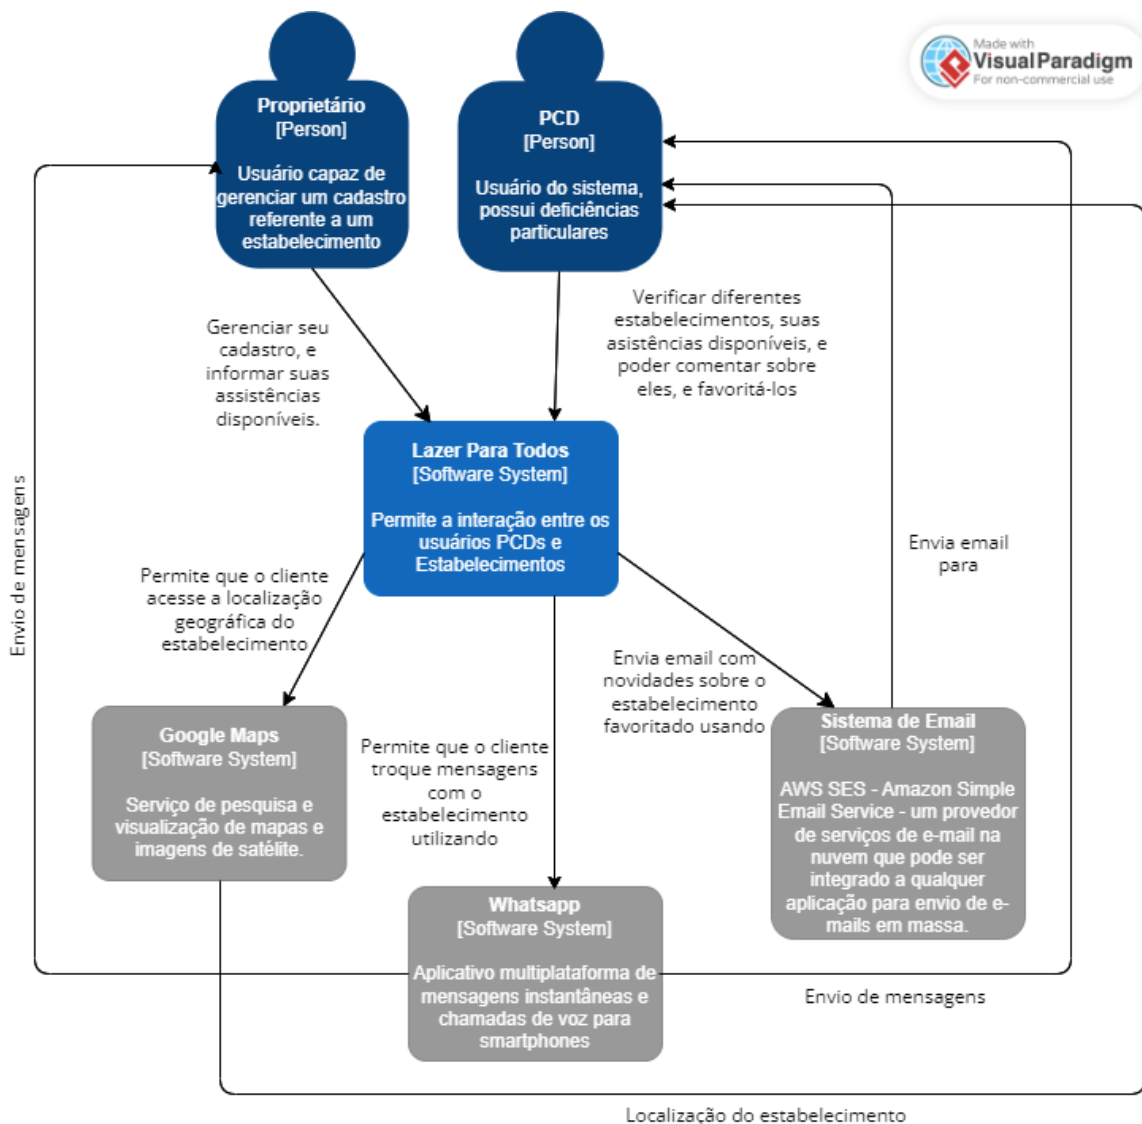 Made with
VisualParadigm
For non-commercial use
Proprietário
[Person]
Usuário capaz de
gerenciar um cadastro
referente a um
estabelecimento
PCD
[Person]
Usuário do sistema,
possui deficiências
particulares
Gerenciar seu
cadastro, e
informar suas
assistências
disponíveis.
Verificar diferentes
estabelecimentos, suas
asistências disponíveis, e
poder comentar sobre
eles, e favoritá-los
Lazer Para Todos
[Software System]
Permite a interação entre os
usuários PCDs e
Estabelecimentos
Envio de mensagens
Envia email
para
Permite que o cliente
acesse a localização
geográfica do
estabelecimento
Envia email com
novidades sobre o
estabelecimento
favoritado usando
Google Maps
[Software System]
Serviço de pesquisa e
visualização de mapas e
imagens de satélite.
Permite que o cliente
troque mensagens
com o
estabelecimento
utilizando
Sistema de Email
[Software System]
AWS SES - Amazon Simple
Email Service - um provedor
de serviços de e-mail na
nuvem que pode ser
integrado a qualquer
aplicação para envio de e-
mails em massa.
Whatsapp
[Software System]
Aplicativo multiplataforma de
mensagens instantâneas e
chamadas de voz para
smartphones
Envio de mensagens
Localização do estabelecimento